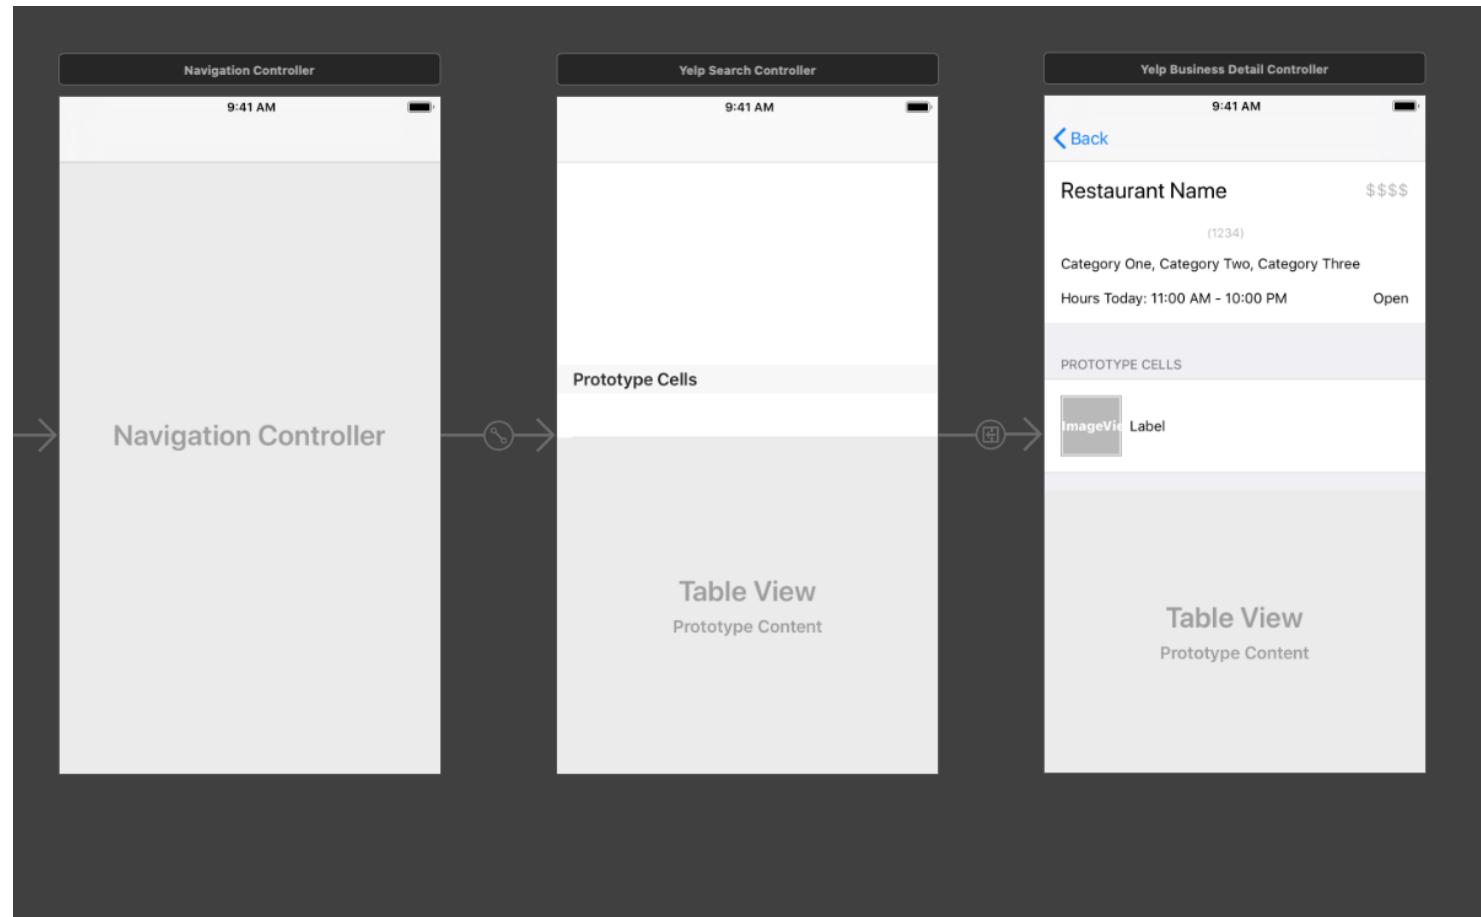 Navigation Controller
9:41 AM
Navigation Controller
Yelp Search Controller
9:41 AM
Prototype Cells
Table View
Prototype Content
Yelp Business Detail Controller
9:41 AM
Back
Restaurant Name $$$$
(1234)
Category One, Category Two, Category Three
Hours Today: 11:00 AM - 10:00 PM Open
PROTOTYPE CELLS
ImageVie Label
Table View
Prototype Content